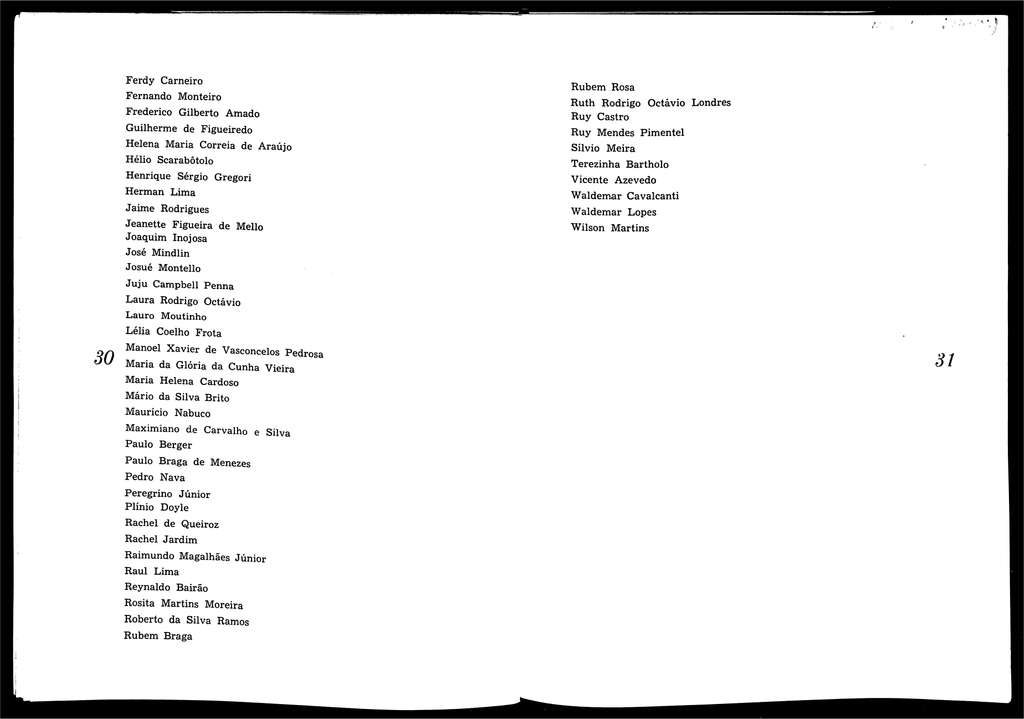 Ferdy Carneiro
Fernando Monteiro
Frederico Gilberto Amado
Guilherme de Figueiredo
Helena Maria Correia de Araújo
Hélio Scarabôtolo
Henrique Sérgio Gregori
Herman Lima
Jaime Rodrigues
Jeanette Figueira de Mello
Joaquim Inojosa
José Mindlin
Josué Montello
Juju Campbell Penna
Laura Rodrigo Octávio
Lauro Moutinho
Lélia Coelho Frota
Manoel Xavier de Vasconcelos Pedrosa
30
Maria da Glória da Cunha Vieira
Maria Helena Cardoso
Mário da Silva Brito
Maurício Nabuco
Maximiano de Carvalho e Silva
Paulo Berger
Paulo Braga de Menezes
Pedro Nava
Peregrino Júnior
Plínio Doyle
Rachel de Queiroz
Rachel Jardim
Raimundo Magalhães Júnior
Raul Lima
Reynaldo Bairão
Rosita Martins Moreira
Roberto da Silva Ramos
Rubem Braga
Rubem Rosa
Ruth Rodrigo Octávio Londres
Ruy Castro
Ruy Mendes Pimentel
Sílvio Meira
Terezinha Bartholo
Vicente Azevedo
Waldemar Cavalcanti
Waldemar Lopes
Wilson Martins
31